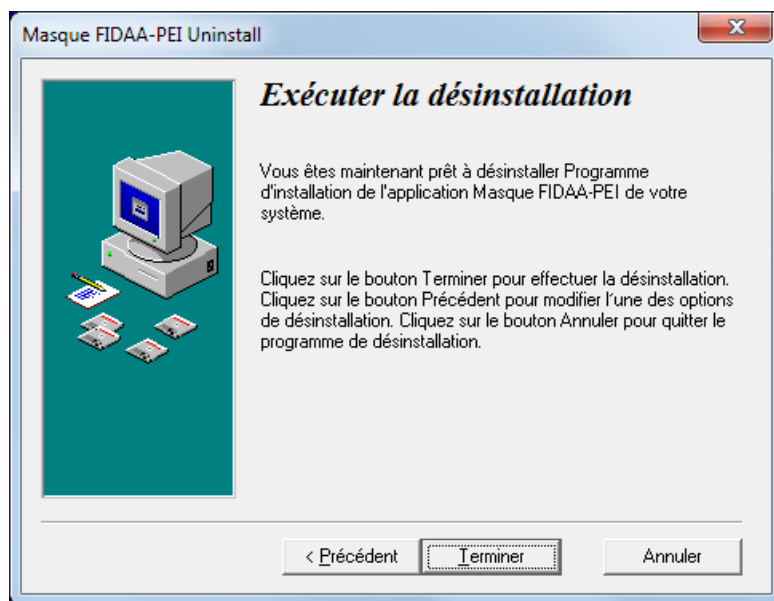 Masque FIDAA-PEI Uninstall
Exécuter la désinstallation
Vous êtes maintenant prêt à désinstaller Programme
d'installation de l'application Masque FIDAA-PEI de votre
système.
Cliquez sur le bouton Terminer pour effectuer la désinstallation.
Cliquez sur le bouton Précédent pour modifier l'une des options
de désinstallation. Cliquez sur le bouton Annuler pour quitter le
programme de désinstallation.
< Précédent
Terminer
Annuler